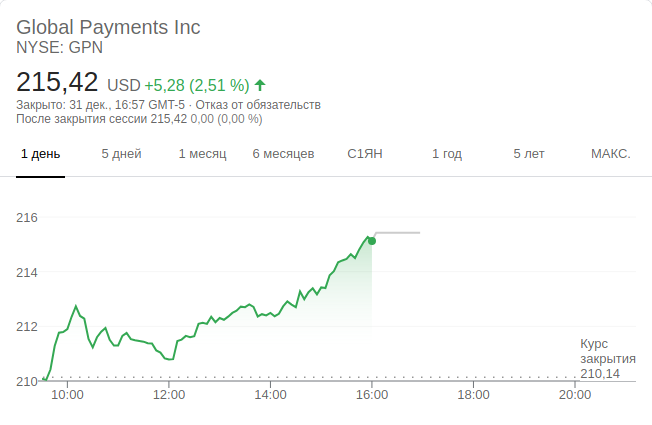 Global Payments Inc
NYSE: GPN
215,42 USD +5,28 (2,51 %)
Закрыто: 31 дек., 16:57 GMT-5 · Отказ от обязательств
После закрытия сессии 215,42 0,00 (0,00 %)
1 день 5 дней 1 месяц 6 месяцев С1ЯН 1 год 5 лет МАКС.
216
214
212
Курс
закрытия
210,14
210
10:00 12:00 14:00 16:00 18:00 20:00